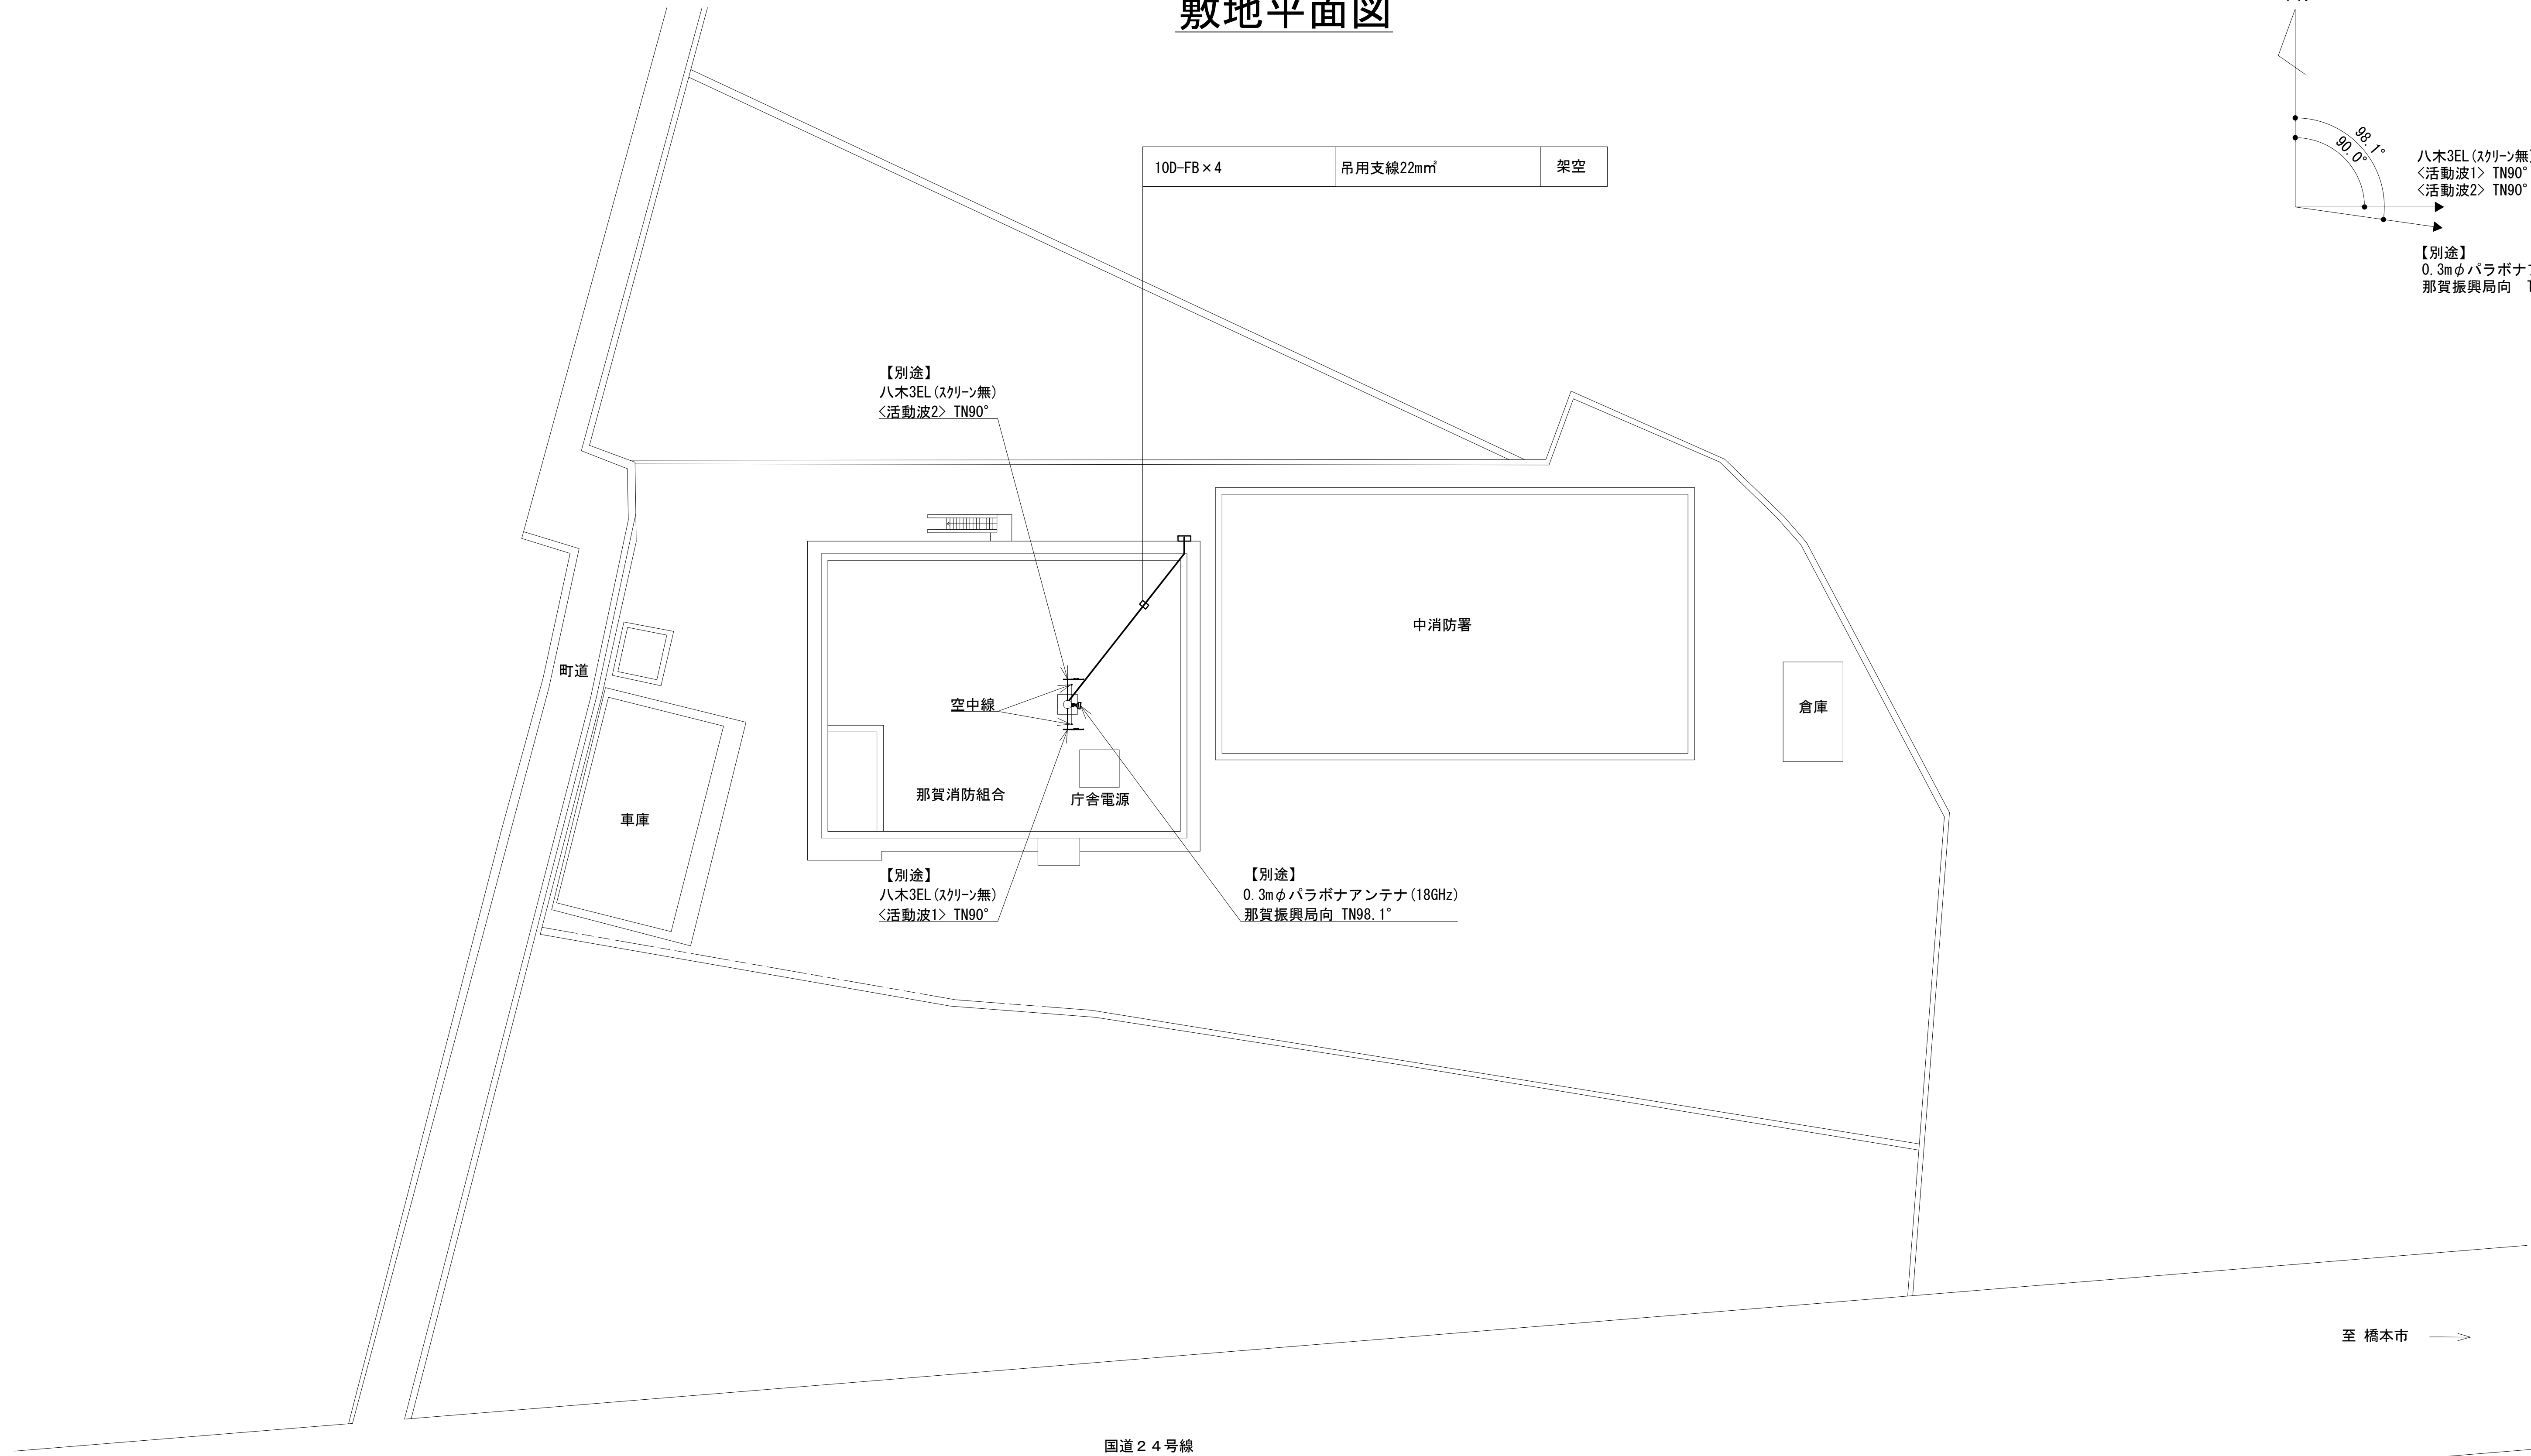 敷地平面図
10D-FB×4 吊用支線22mm² 架空
98.1°
90.0°
八木3EL(ｽｸﾘｰﾝ無)
<活動波1> TN90°
<活動波2> TN90°
【別途】
0.3mφパラボナ
那賀振興局向
【別途】
八木3EL(ｽｸﾘｰﾝ無)
<活動波2> TN90°
中消防署
町道
空中線
倉庫
那賀消防組合
庁舎電源
車庫
【別途】
八木3EL(ｽｸﾘｰﾝ無)
<活動波1> TN90°
【別途】
0.3mφパラボナアンテナ(18GHz)
那賀振興局向 TN98.1°
至 橋本市
国道２４号線